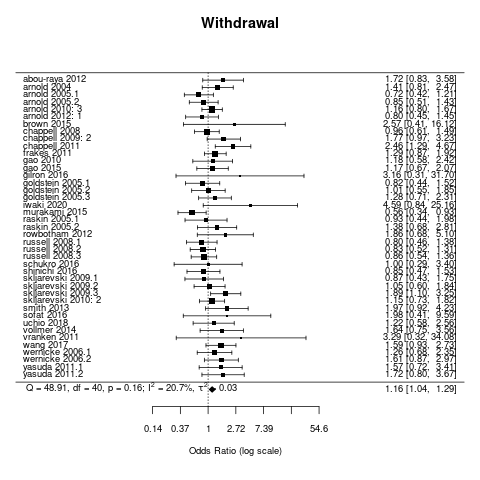 Withdrawal
abou-raya 2012 1.72 [0.83, 3.58]
arnold 2004 1.41 [0.81, 2.47]
arnold 2005.1 0.72 [0.42, 1.21]
arnold 2005.2 0.85 [0.51, 1.43]
arnold 2010: 3 1.16 [0.80, 1.67]
arnold 2012: 1 0.80 [0.45, 1.45]
brown 2015 2.57 [0.41, 16.12]
chappell 2008 0.96 [0.61, 1.49]
chappell 2009: 2 1.77 [0.97, 3.23]
chappell 2011 2.46 [1.29, 4.67]
frakes 2011 1.29 [0.87, 1.92]
gao 2010 1.18 [0.58, 2.42]
gao 2015 1.17 [0.67, 2.07]
gilron 2016 3.16 [0.31, 31.70]
goldstein 2005.1 0.82 [0.44, 1.52]
goldstein 2005.2 1.01 [0.55, 1.85]
goldstein 2005.3 1.28 [0.71, 2.31]
iwaki 2020 4.59 [0.84, 25.16]
murakami 2015 0.56 [0.34, 0.93]
raskin 2005.1 0.93 [0.44, 1.98]
raskin 2005.2 1.38 [0.68, 2.81]
rowbotham 2012 1.86 [0.68, 5.10]
russell 2008.1 0.80 [0.46, 1.38]
russell 2008.2 0.83 [0.52, 1.31]
russell 2008.3 0.86 [0.54, 1.36]
schukro 2016 1.00 [0.29, 3.40]
shinichi 2016 0.85 [0.47, 1.53]
skljarevski 2009.1 0.87 [0.43, 1.75]
skljarevski 2009.2 1.05 [0.60, 1.84]
skljarevski 2009.3 1.89 [1.10, 3.25]
skljarevski 2010: 2 1.15 [0.73, 1.82]
smith 2013 1.97 [0.92, 4.23]
sofat 2016 1.98 [0.41, 9.59]
uchio 2018 1.22 [0.58, 2.56]
vollmer 2014 1.64 [0.75, 3.56]
vranken 2011 3.29 [0.32, 34.08]
wang 2017 1.59 [0.93, 2.73]
wernicke 2006.1 1.26 [0.68, 2.35]
wernicke 2006.2 1.61 [0.87, 2.97]
yasuda 2011.1 1.57 [0.72, 3.41]
yasuda 2011.2 1.72 [0.80, 3.67]
Q = 48.91, df = 40, p = 0.16; I² = 20.7%, τ² 0.03 1.16 [1.04, 1.29]
0.14 0.37 1 2.72 7.39 54.6
Odds Ratio (log scale)